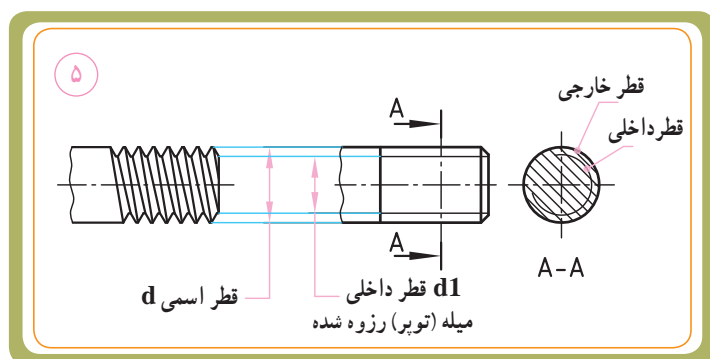 ۵
قطر خارجی
قطر داخلی
A
A
A-A
قطر اسمی d
d1 قطر داخلی
میله (توپر) رزوه شده